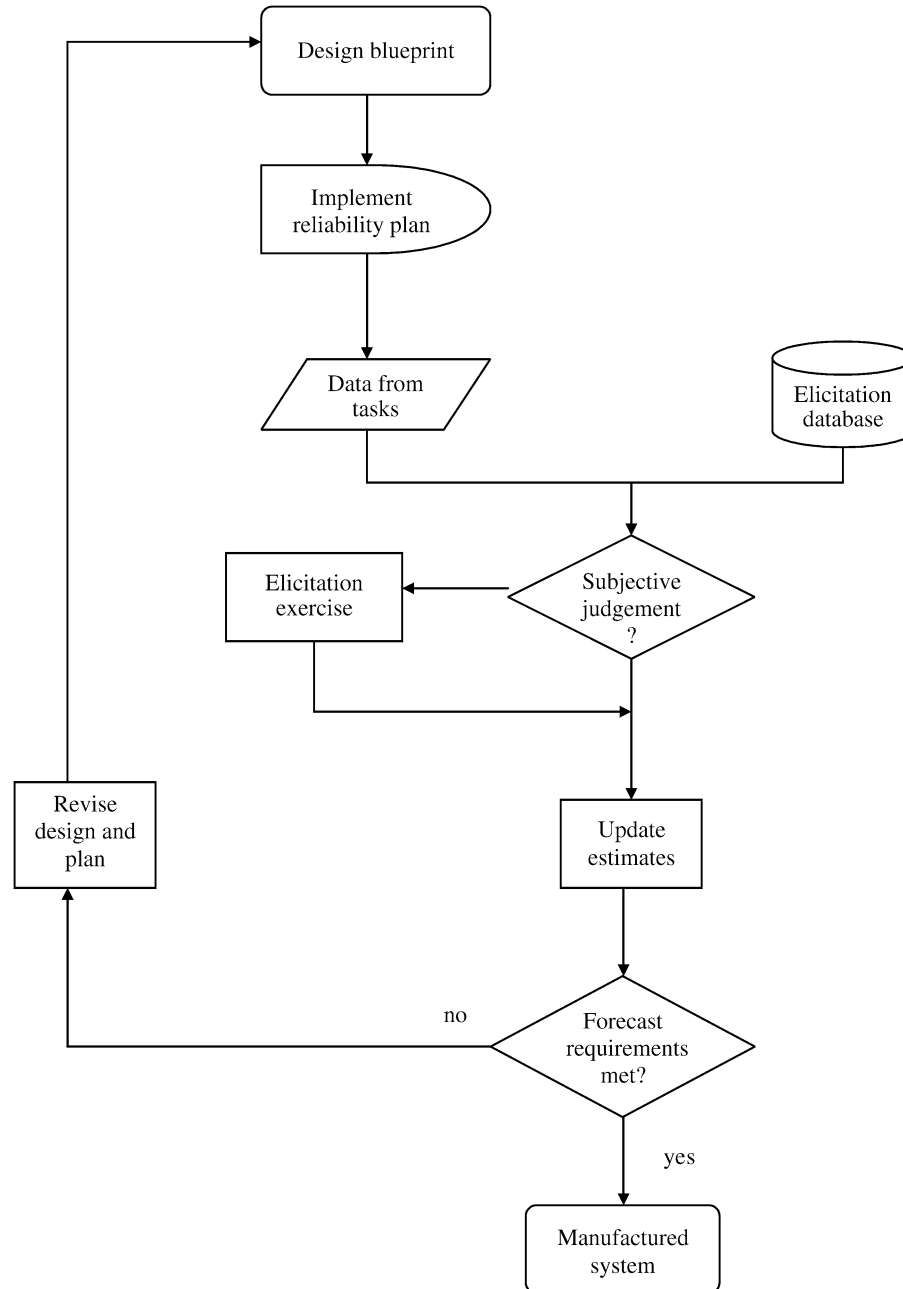 Design blueprint
Implement
reliability plan
Data from
tasks
Elicitation
database
Subjective
judgement
?
Elicitation
exercise
Revise
design and
plan
Update
estimates
no
Forecast
requirements
met?
yes
Manufactured
system